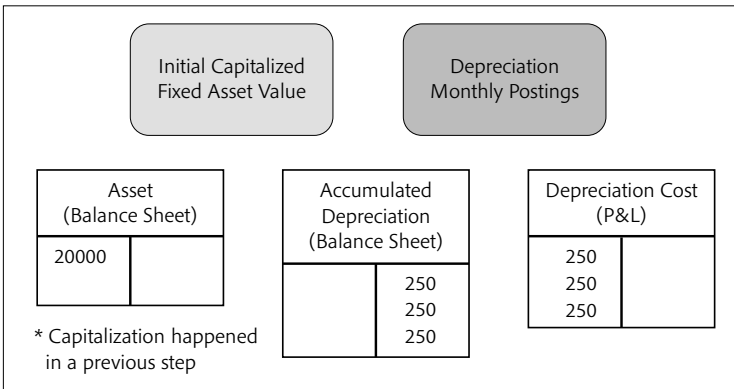 Initial Capitalized
Fixed Asset Value
Depreciation
Monthly Postings
Asset
(Balance Sheet)
20000
* Capitalization happened
in a previous step
Accumulated
Depreciation
(Balance Sheet)
250
250
250
Depreciation Cost
(P&L)
250
250
250